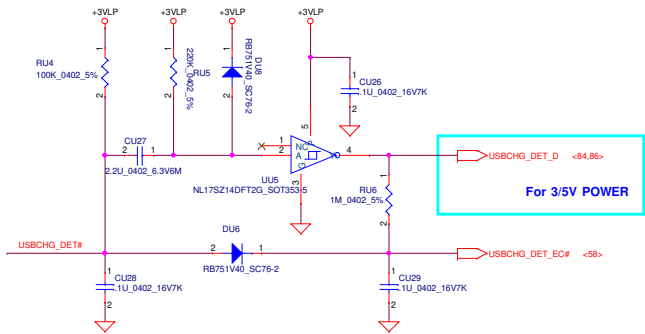 +3VLP
+3VLP
+3VLP
+3VLP
RU4
100K_0402_5%
1
2
220K_0402_5%
RU5
1
2
RB751V40_SC76-2
DU8
1
2
CU26
.1U_0402_16V7K
1
2
CU27
2
1
2.2U_0402_6.3V6M
1
2
NC
A
P
G
Y
5
4
3
UU5
NL17SZ14DFT2G_SOT353-5
USBCHG_DET_D <84,86>
For 3/5V POWER
RU6
1M_0402_5%
1
2
USBCHG_DET#
DU6
2
1
RB751V40_SC76-2
USBCHG_DET_EC# <58>
CU28
.1U_0402_16V7K
1
2
CU29
.1U_0402_16V7K
1
2